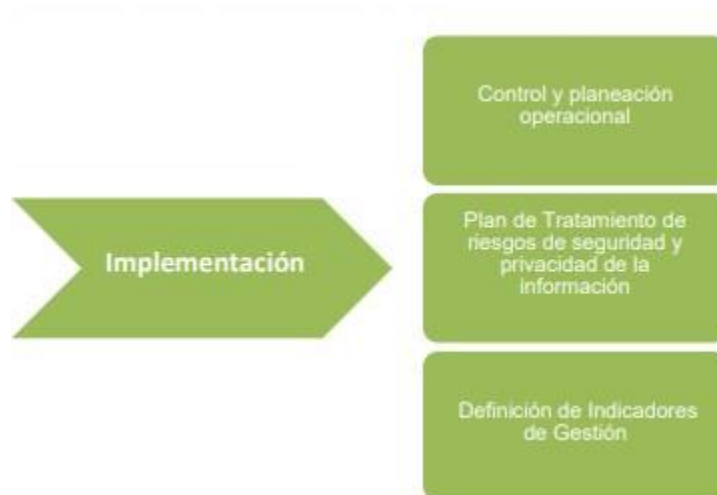 Control y planeación
operacional
Implementación
Plan de Tratamiento de
riesgos de seguridad y
privacidad de la
información
Definición de Indicadores
de Gestión